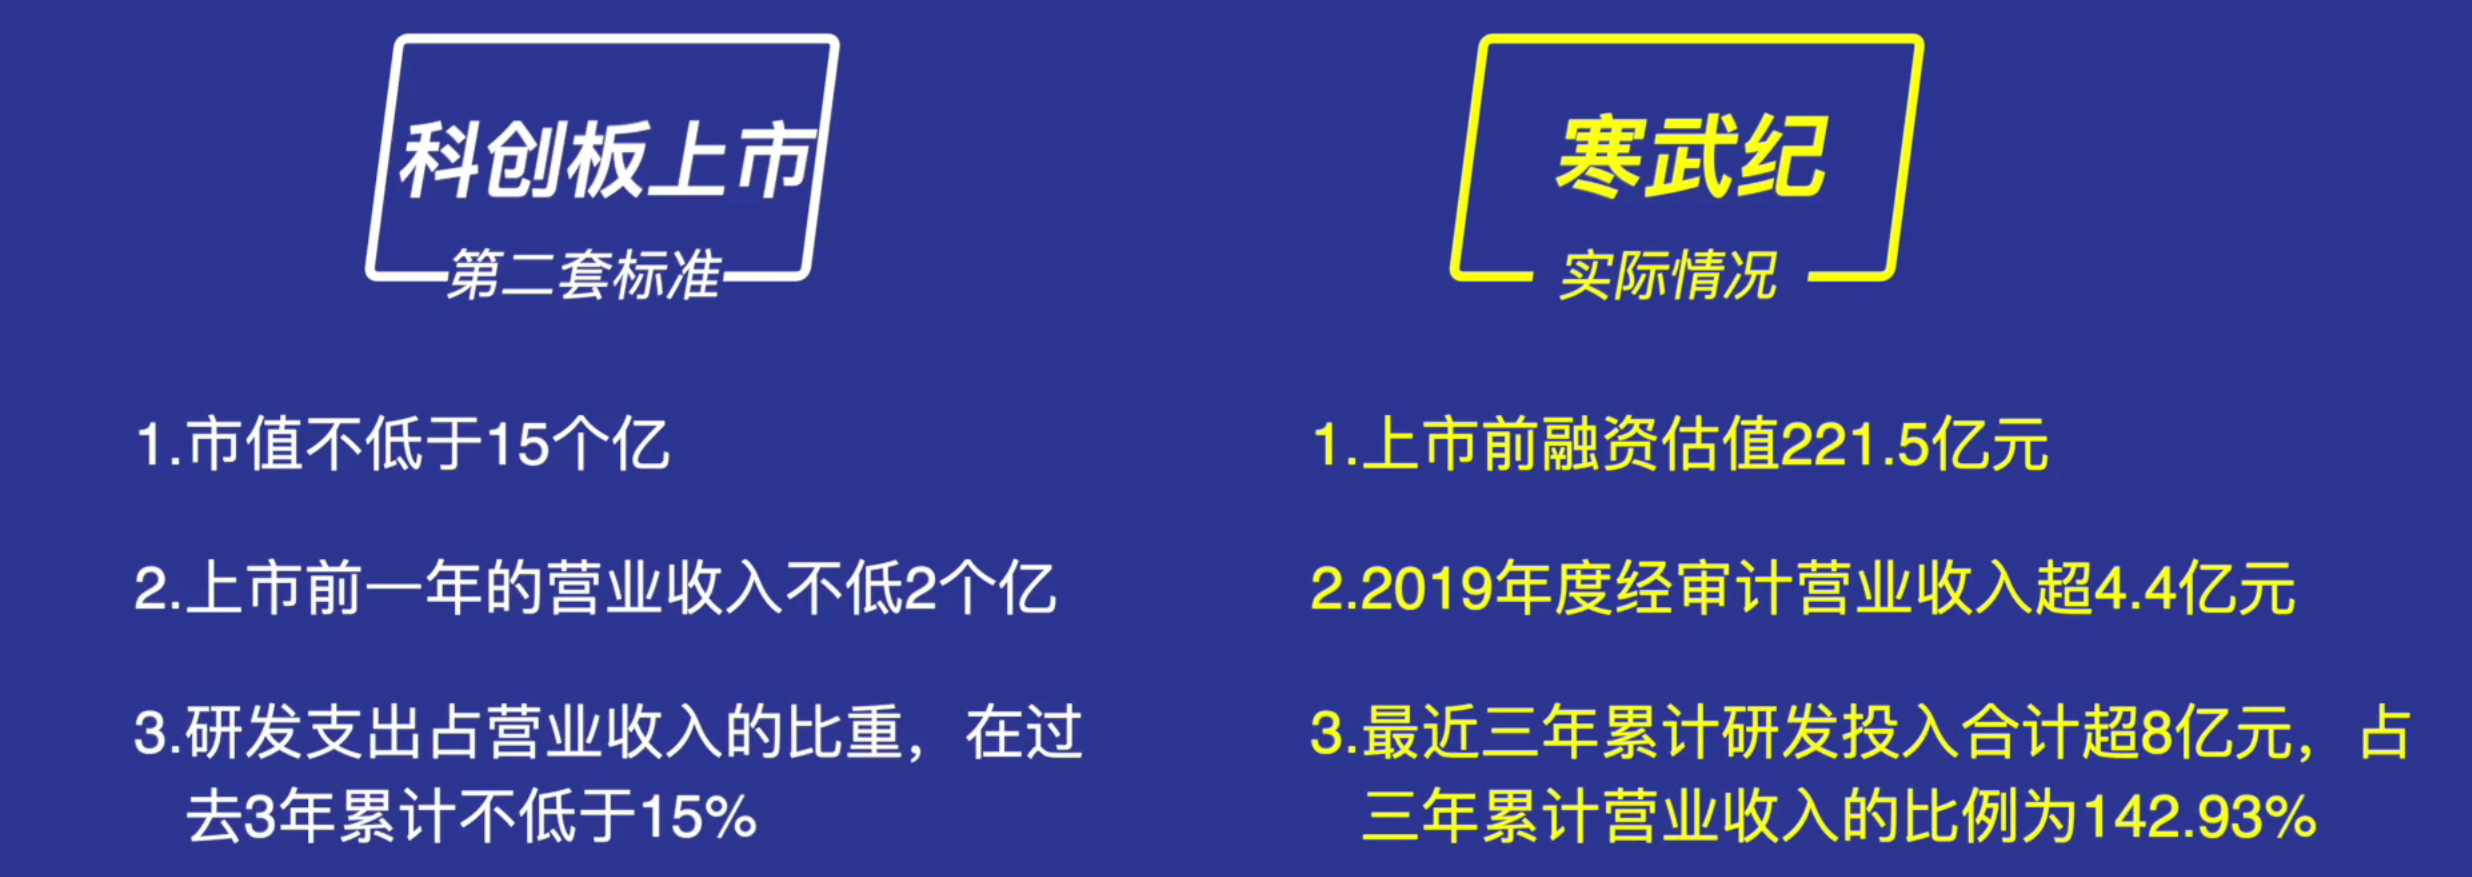 科创板上市
第二套标准
1.市值不低于15个亿
2.上市前一年的营业收入不低2个亿
3.研发支出占营业收入的比重，在过
去3年累计不低于15%
寒武纪
实际情况
1.上市前融资估值221.5亿元
2.2019年度经审计营业收入超4.4亿元
3.最近三年累计研发投入合计超8亿元，占
三年累计营业收入的比例为142.93%